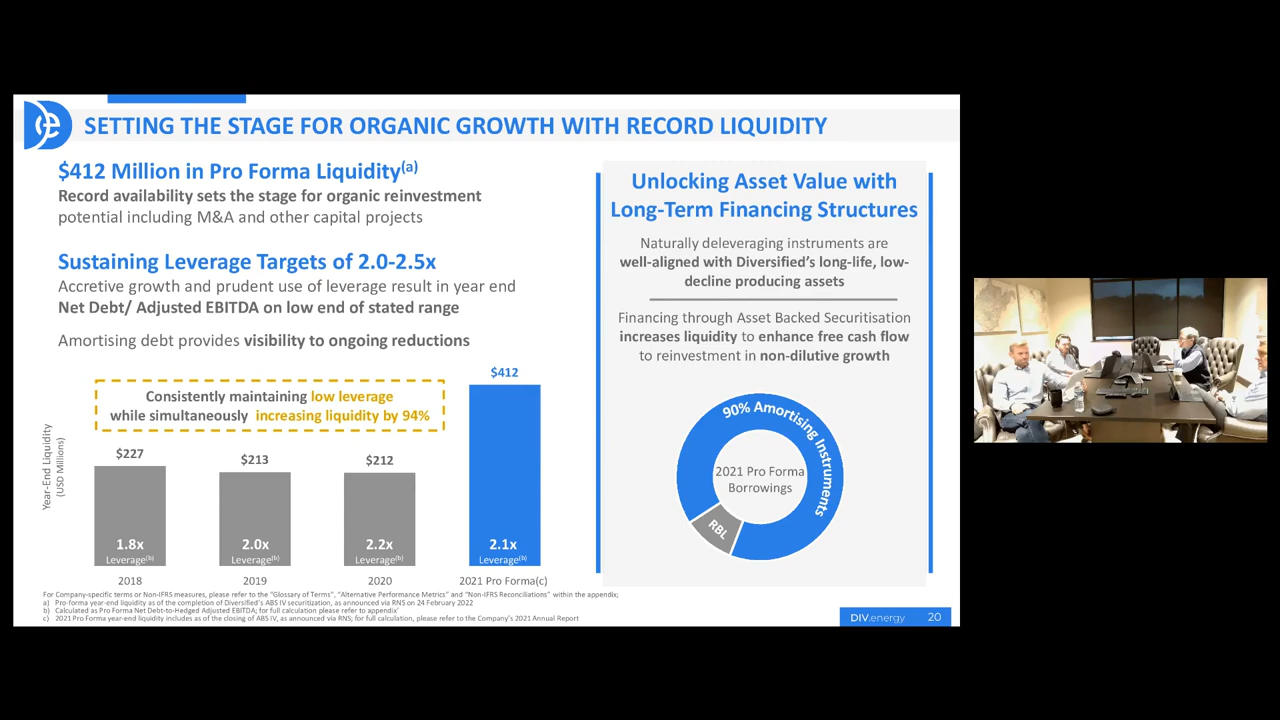 SETTING THE STAGE FOR ORGANIC GROWTH WITH RECORD LIQUIDITY
$412 Million in Pro Forma Liquidity(a)
Record availability sets the stage for organic reinvestment
potential including M&A and other capital projects
Sustaining Leverage Targets of 2.0-2.5x
Accretive growth and prudent use of leverage result in year end
Net Debt/ Adjusted EBITDA on low end of stated range
Amortising debt provides visibility to ongoing reductions
Consistently maintaining low leverage
while simultaneously increasing liquidity by 94%
Year-End Liquidity
(USD Millions)
$227
$213
$212
$412
1.8x
Leverage(b)
2.0x
Leverage(b)
2.2x
Leverage(b)
2.1x
Leverage(b)
2018
2019
2020
2021 Pro Forma(c)
Unlocking Asset Value with
Long-Term Financing Structures
Naturally deleveraging instruments are
well-aligned with Diversified's long-life, low-
decline producing assets
Financing through Asset Backed Securitisation
increases liquidity to enhance free cash flow
to reinvestment in non-dilutive growth
90% Amortising Instruments
2021 Pro Forma
Borrowings
RBL
For Company-specific terms or Non-IFRS measures, please refer to the "Glossary of Terms", "Alternative Performance Metrics" and "Non-IFRS Reconciliations" within the appendix;
a) Pro-forma year-end liquidity as of the completion of Diversified's ABS IV securitization, as announced via RNS on 24 February 2022
b) Calculated as Pro Forma Net Debt-to-Hedged Adjusted EBITDA; for full calculation please refer to appendix'
c) 2021 Pro Forma year-end liquidity includes as of the closing of ABS IV, as announced via RNS; for full calculation, please refer to the Company's 2021 Annual Report
DIV.energy 20